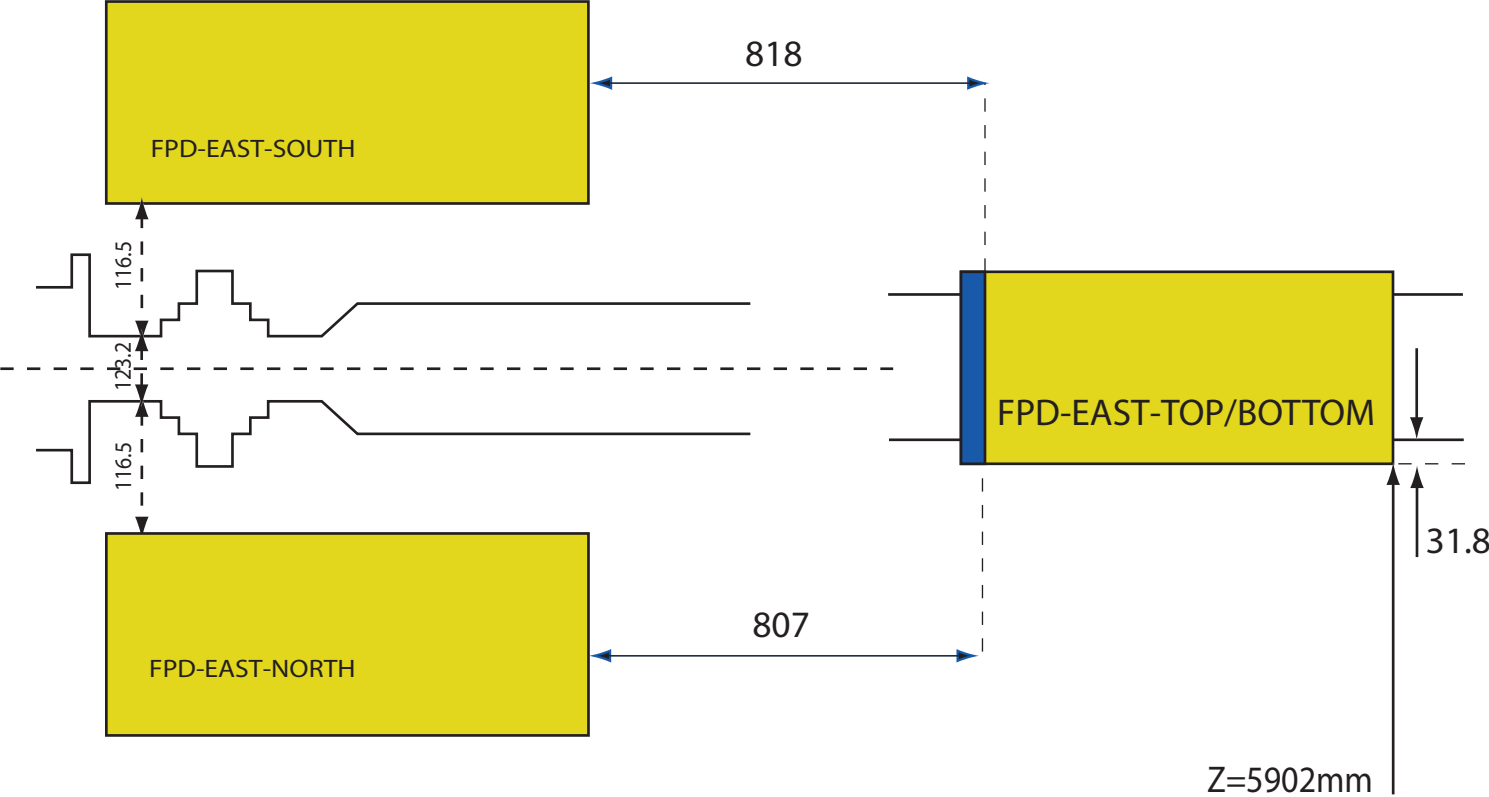 818
FPD-EAST-SOUTH
116.5
123.2
FPD-EAST-TOP/BOTTOM
116.5
31.8
807
FPD-EAST-NORTH
Z=5902mm